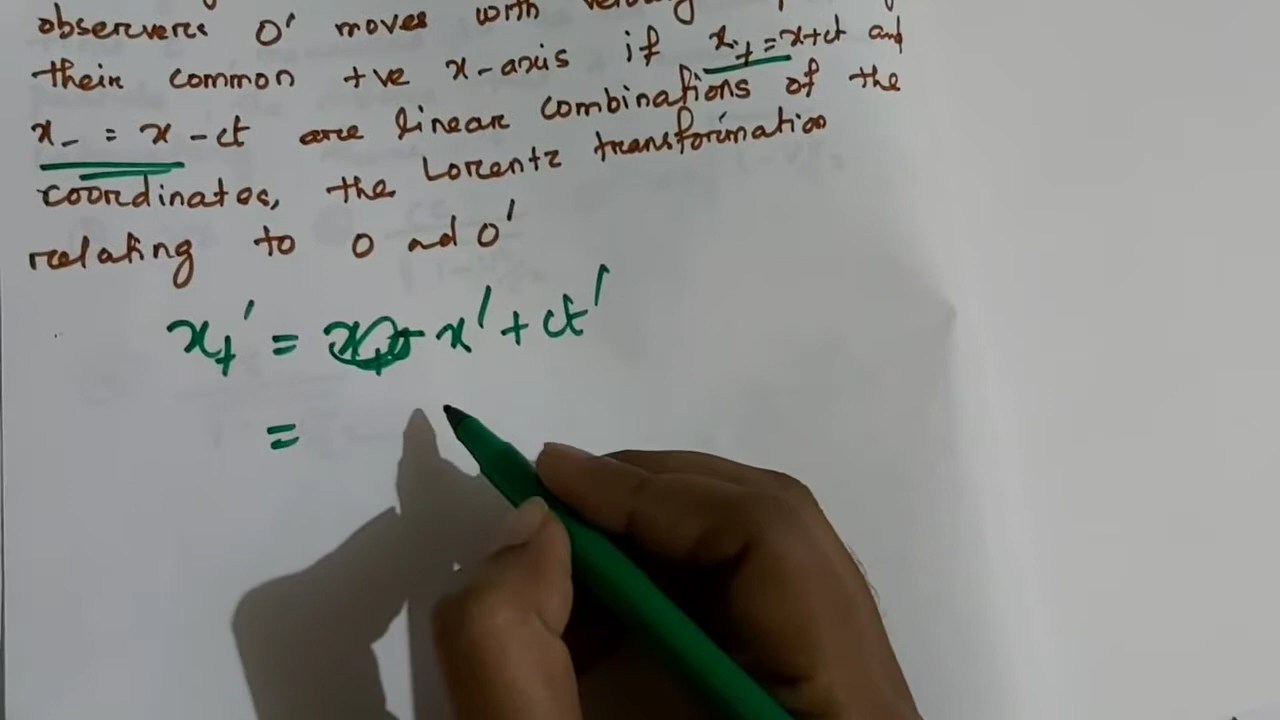 observers O' moves with
their common +ve x-axis if x₊ = x+ct and
x₋ = x - ct are linear combinations of the
coordinates, the Lorentz transformation
relating to O ad O'
x₊' = x' + ct'
=